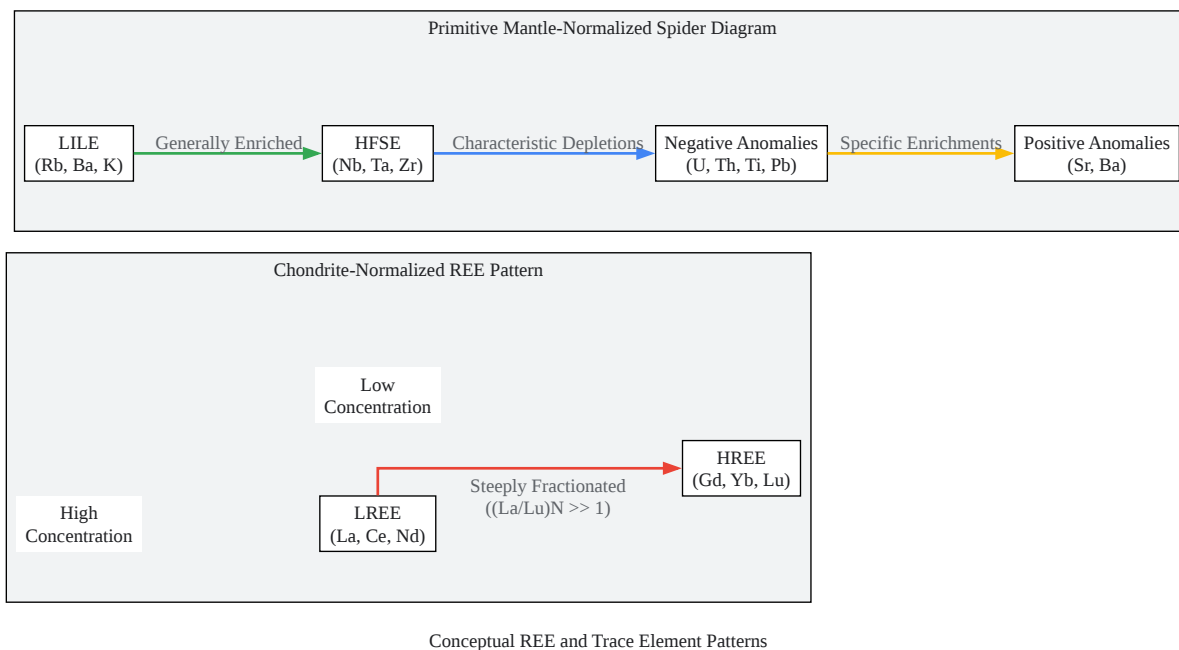 Primitive Mantle-Normalized Spider Diagram
LILE
(Rb, Ba, K)
Generally Enriched
HFSE
(Nb, Ta, Zr)
Characteristic Depletions
Negative Anomalies
(U, Th, Ti, Pb)
Specific Enrichments
Positive Anomalies
(Sr, Ba)
Chondrite-Normalized REE Pattern
Low
Concentration
HREE
(Gd, Yb, Lu)
Steeply Fractionated
((La/Lu)N >> 1)
High
Concentration
LREE
(La, Ce, Nd)
Conceptual REE and Trace Element Patterns